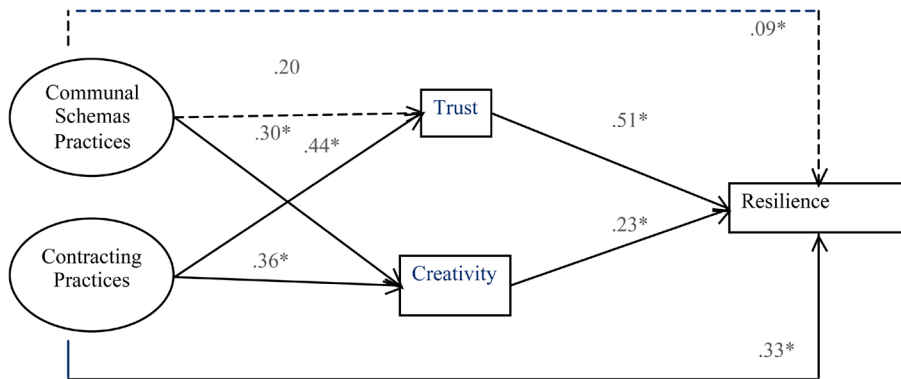 .09*
.20
Communal
Schemas
Practices
Trust
.30*
.44*
.51*
Resilience
Contracting
Practices
.36*
Creativity
.23*
.33*